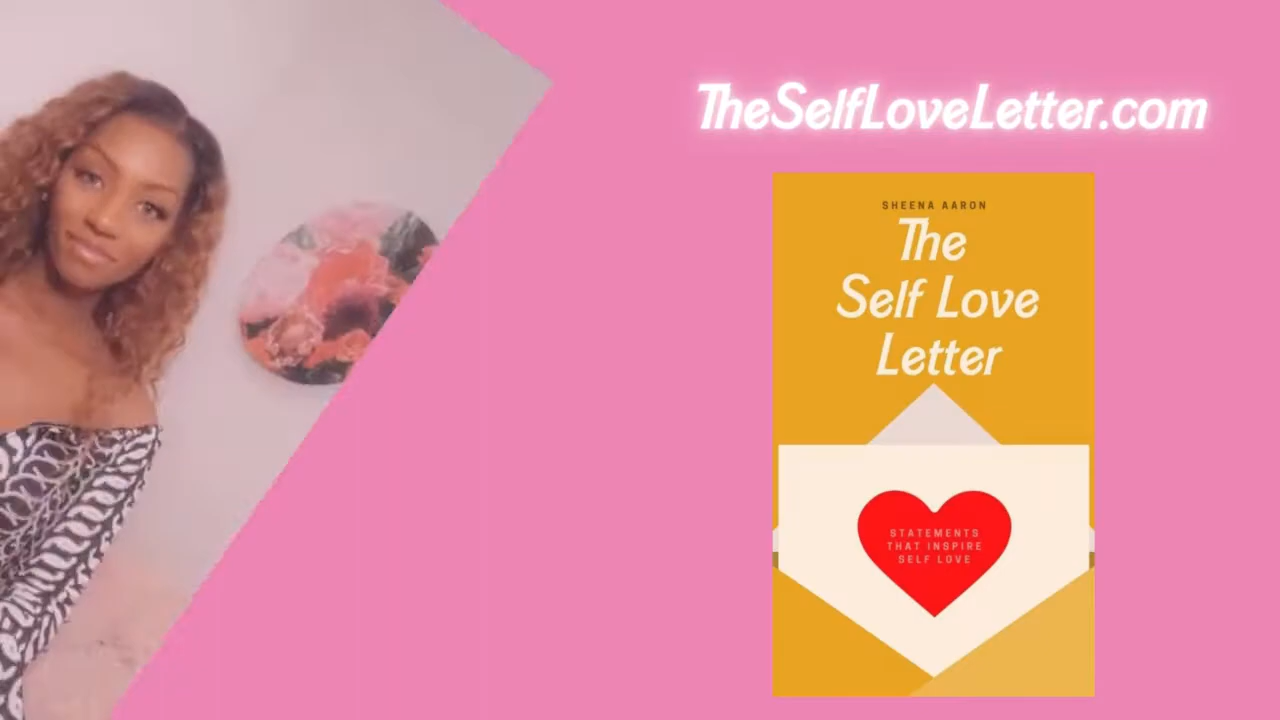 TheSelfLoveLetter.com
SHEENA AARON
The
Self Love
Letter
STATEMENTS
THAT INSPIRE
SELF LOVE